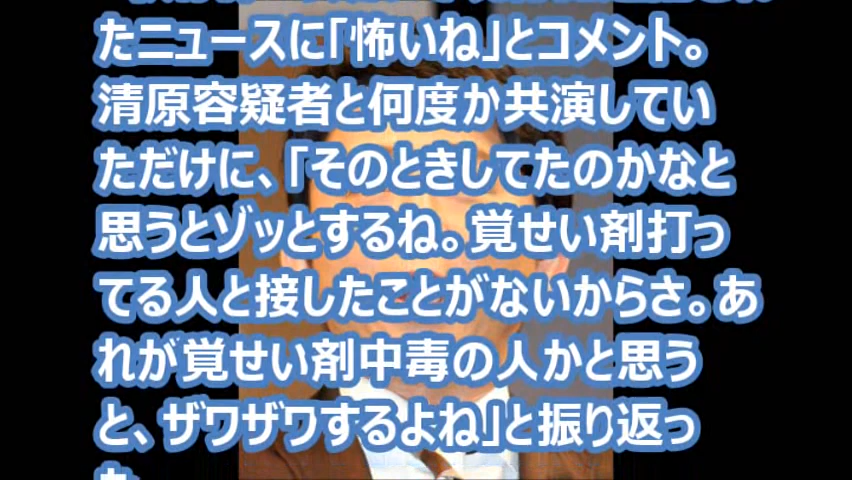 たニュースに「怖いね」とコメント。
清原容疑者と何度か共演してい
ただけに、「そのときしてたのかなと
思うとゾッとするね。覚せい剤打っ
てる人と接したことがないからさ。あ
れが覚せい剤中毒の人かと思う
と、ザワザワするよね」と振り返っ